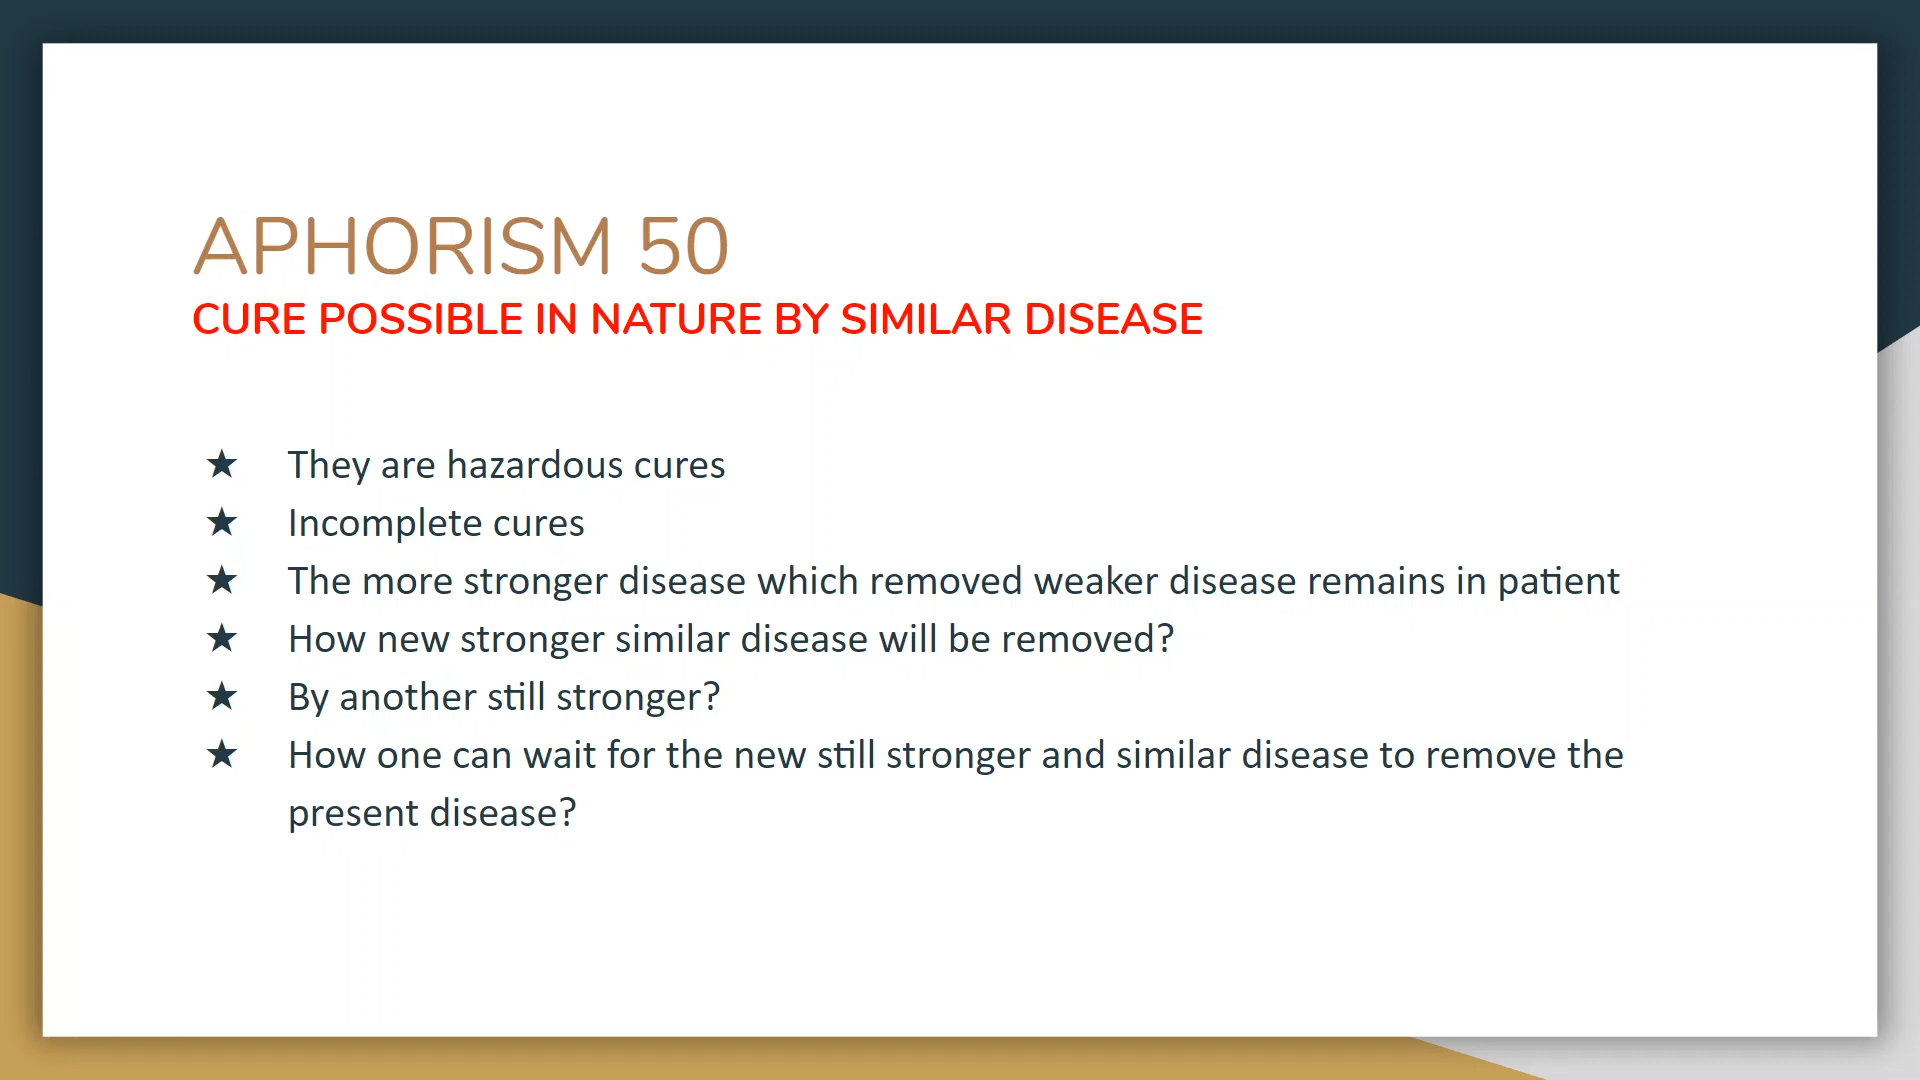 APHORISM 50
CURE POSSIBLE IN NATURE BY SIMILAR DISEASE
★ They are hazardous cures
★ Incomplete cures
★ The more stronger disease which removed weaker disease remains in patient
★ How new stronger similar disease will be removed?
★ By another still stronger?
★ How one can wait for the new still stronger and similar disease to remove the
present disease?